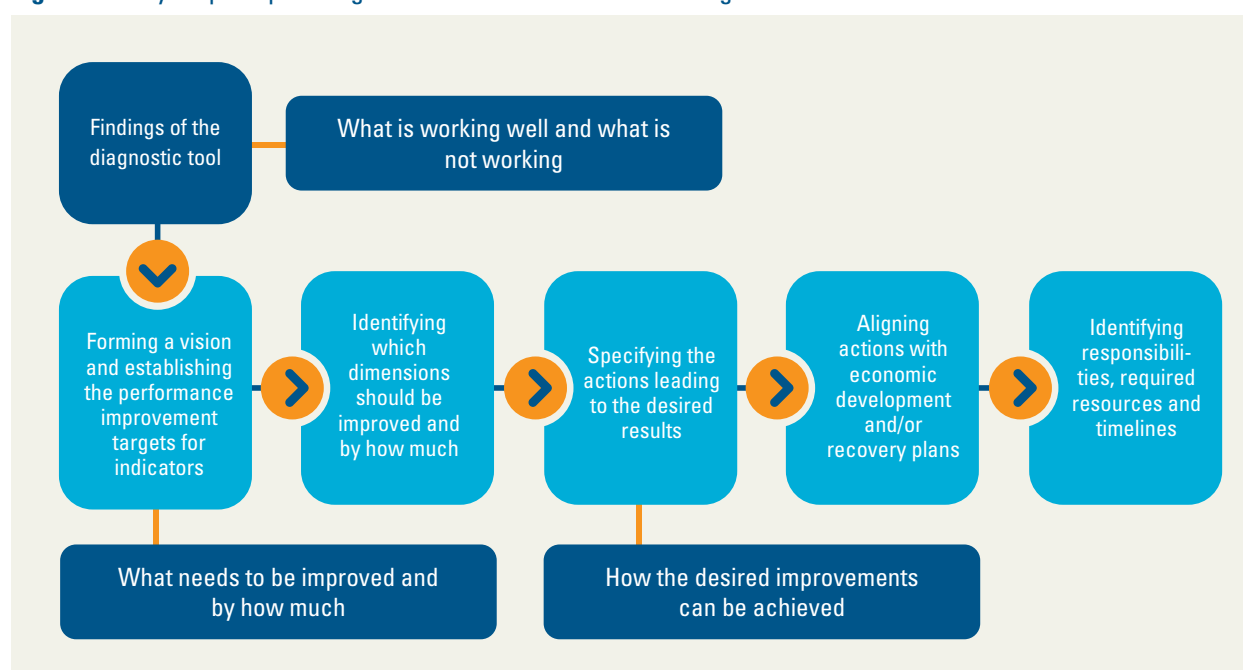 Findings of the
diagnostic tool
What is working well and what is
not working
Forming a vision
and establishing
the performance
improvement
targets for
indicators
Identifying
which
dimensions
should be
improved and
by how much
Specifying the
actions leading
to the desired
results
Aligning
actions with
economic
development
and/or
recovery plans
Identifying
responsibili-
ties, required
resources and
timelines
What needs to be improved and
by how much
How the desired improvements
can be achieved